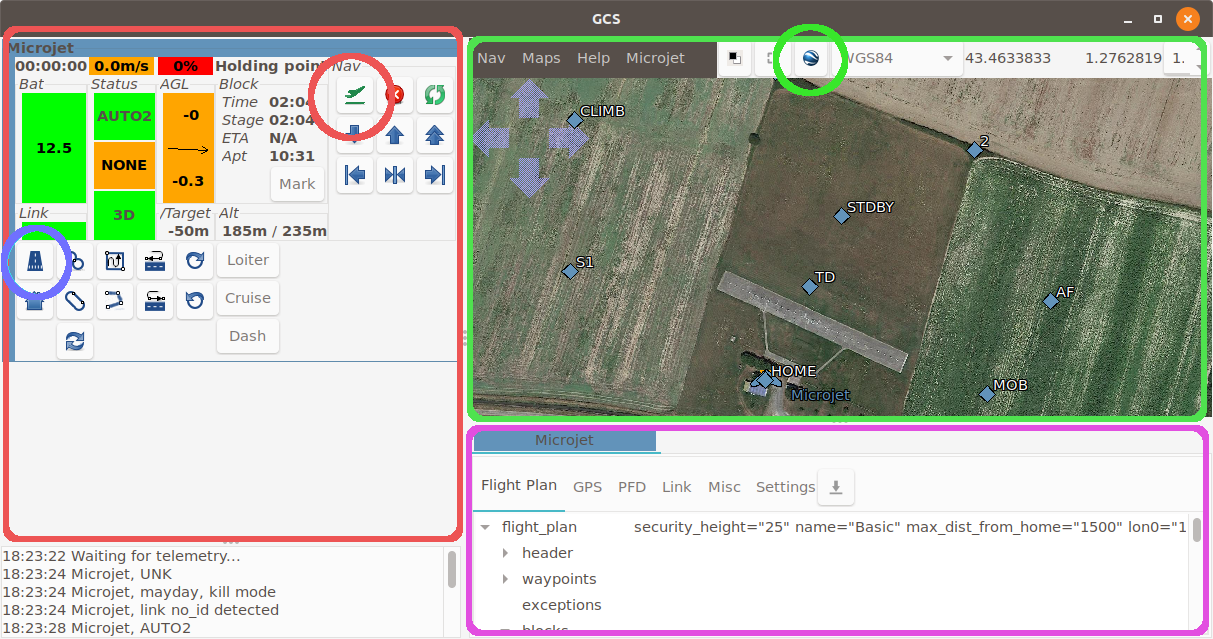 GCS
Microjet
00:00:00 0.0m/s 0% Holding point
Nav
Bat Status AGL Block
12.5
AUTO2
NONE
3D
-0
-0.3
Time 02:04
Stage 02:04
ETA N/A
Apt 10:31
Mark
Link /Target Alt
-50m 185m / 235m
Loiter
Cruise
Dash
18:23:22 Waiting for telemetry...
18:23:24 Microjet, UNK
18:23:24 Microjet, mayday, kill mode
18:23:24 Microjet, link no_id detected
18:23:28 Microjet, AUTO2
Nav Maps Help Microjet WGS84 43.4633833 1.2762819 1.
CLIMB
2
STDBY
S1
TD
AF
HOME
MOB
Microjet
Microjet
Flight Plan GPS PFD Link Misc Settings
flight_plan security_height="25" name="Basic" max_dist_from_home="1500" lon0="1
header
waypoints
exceptions
blocks